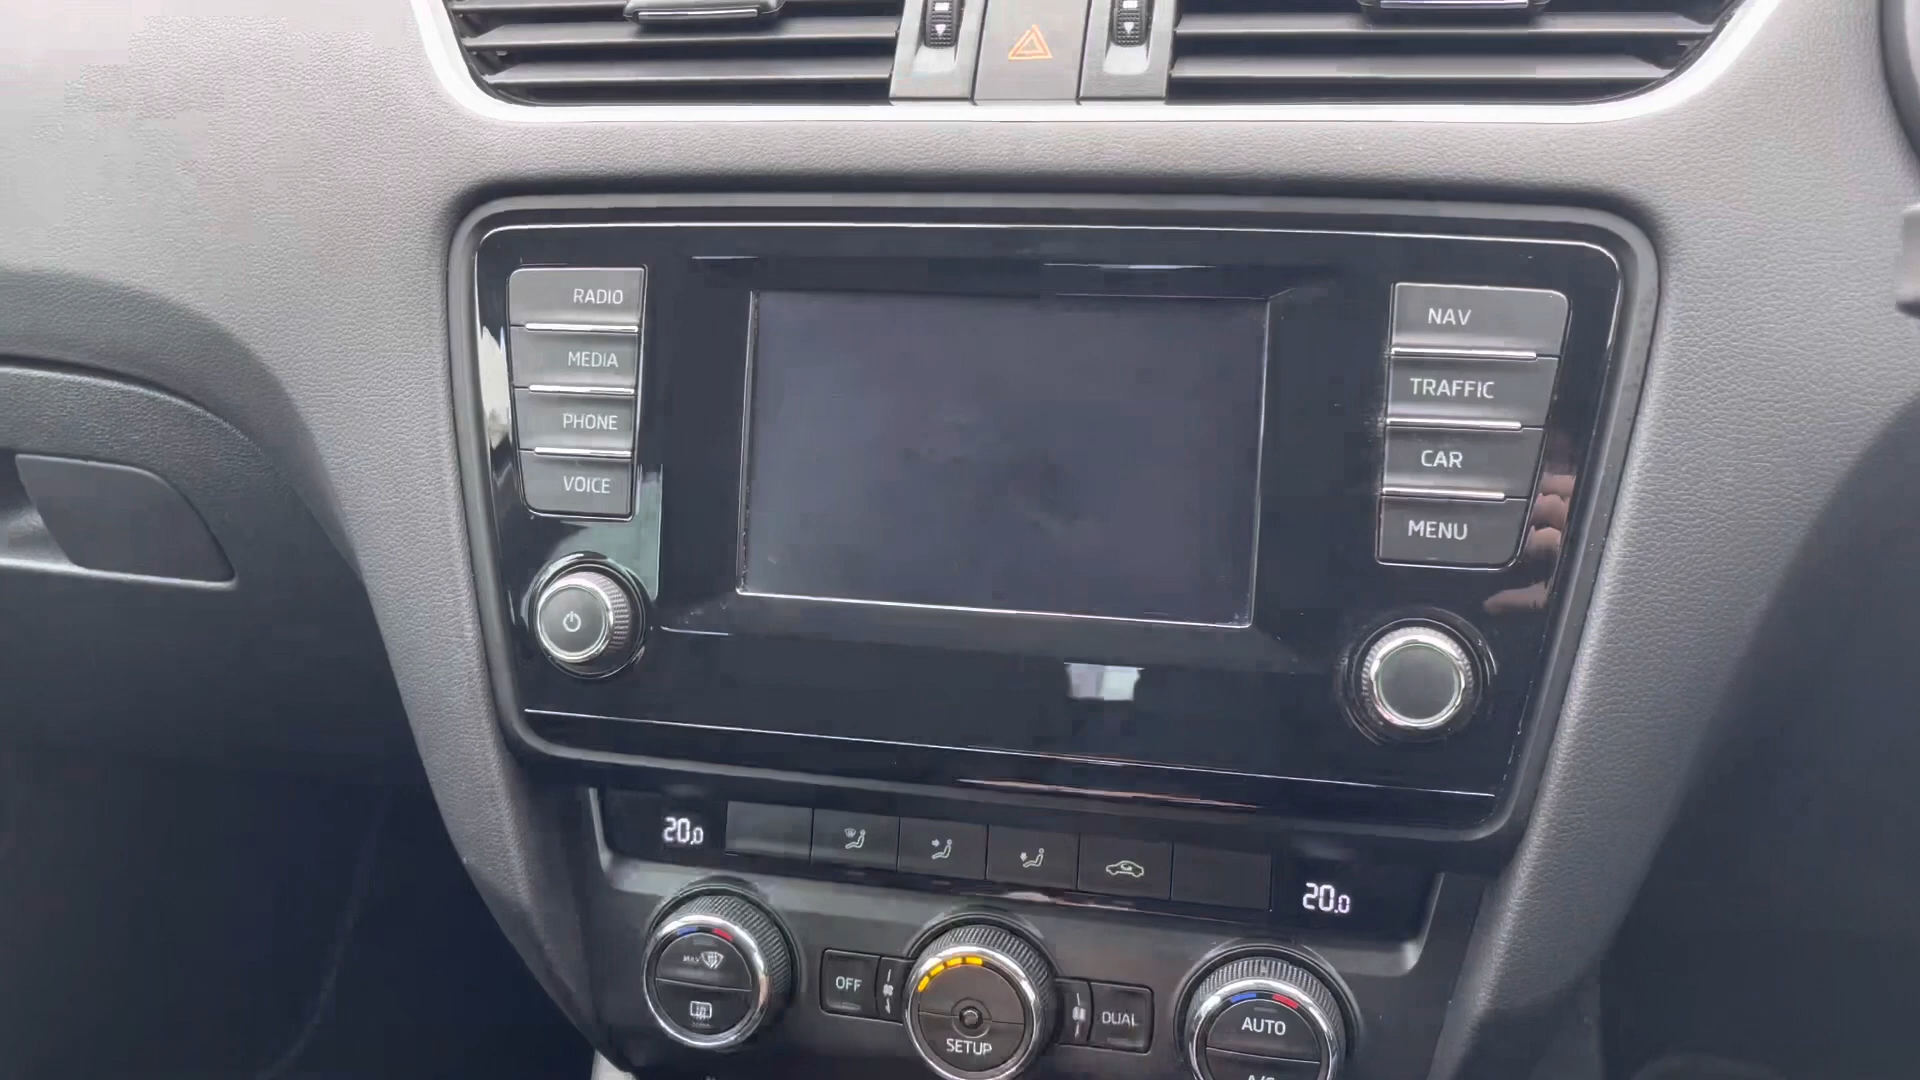 RADIO
MEDIA
PHONE
VOICE
NAV
TRAFFIC
CAR
MENU
20.0
20.0
MAX
OFF
SETUP
DUAL
AUTO